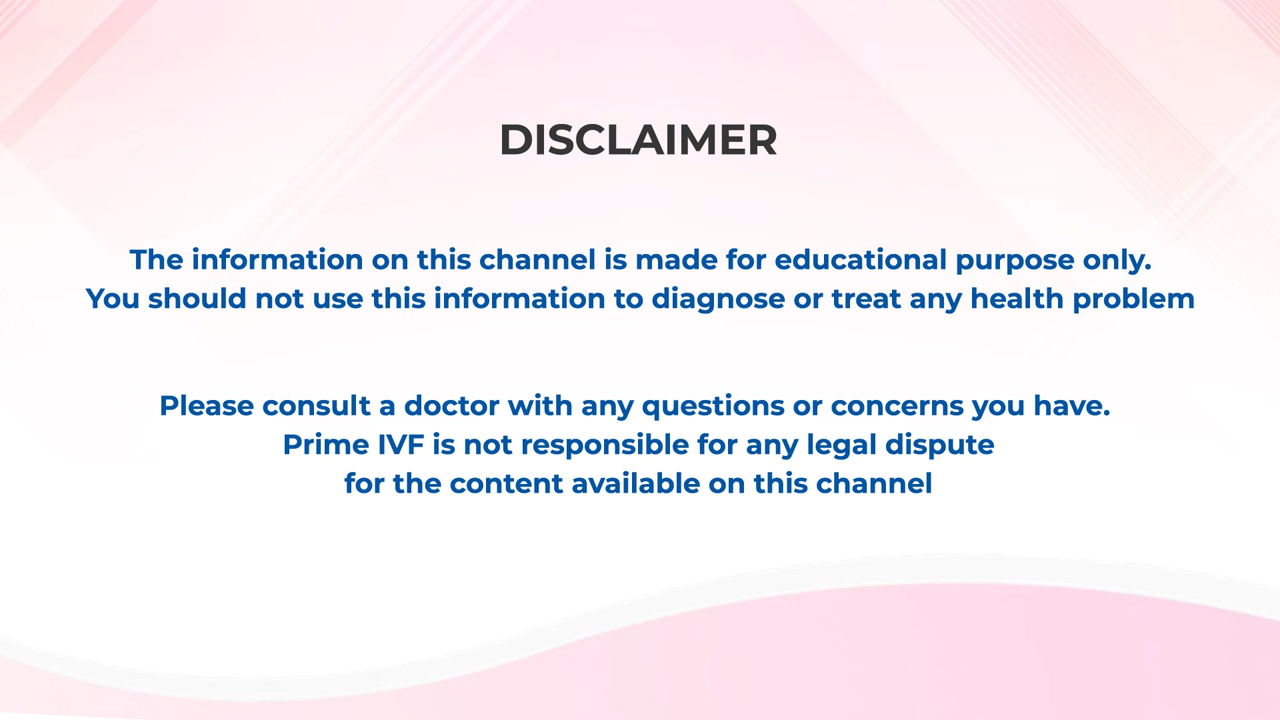 DISCLAIMER
The information on this channel is made for educational purpose only.
You should not use this information to diagnose or treat any health problem
Please consult a doctor with any questions or concerns you have.
Prime IVF is not responsible for any legal dispute
for the content available on this channel